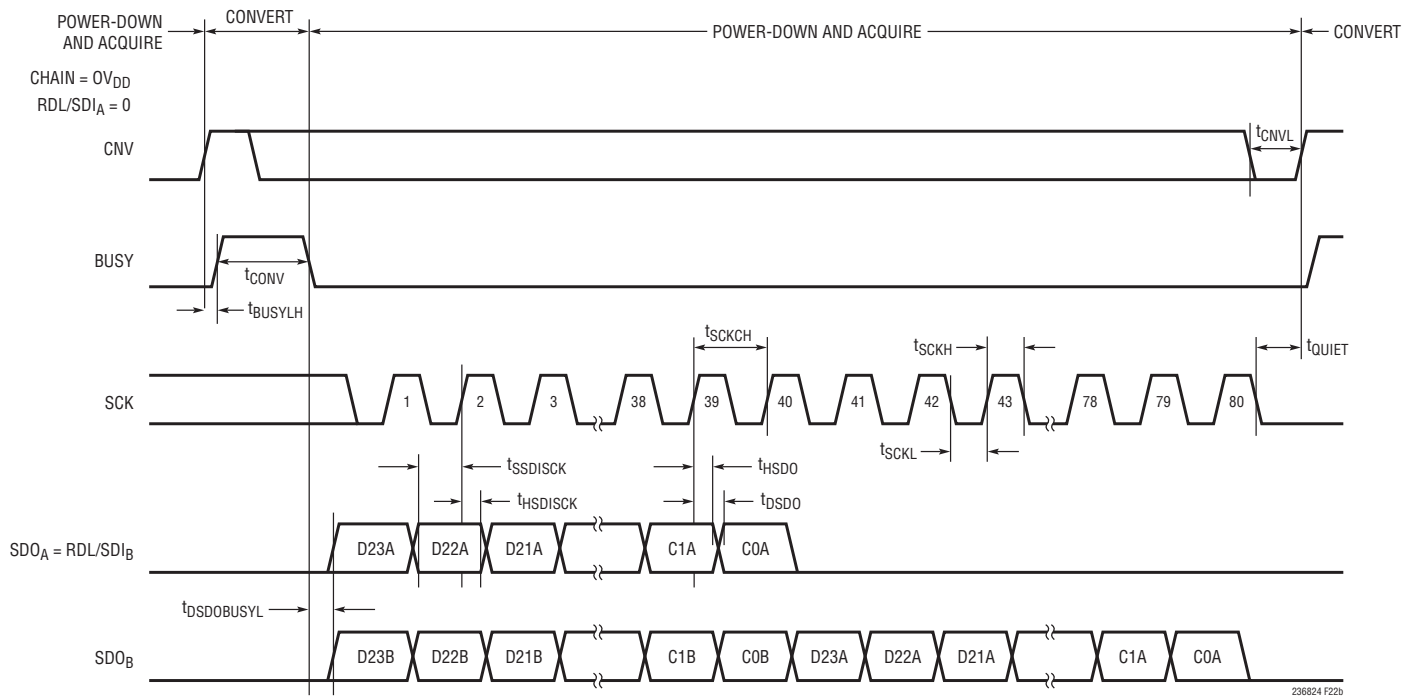 POWER-DOWN
AND ACQUIRE
CONVERT
POWER-DOWN AND ACQUIRE
CONVERT
CHAIN = OVDD
RDL/SDIA = 0
CNV
tCNVL
BUSY
tCONV
tBUSYLH
tSCKCH
tSCKH
tQUIET
SCK
1 2 3 38 39 40 41 42 43 78 79 80
tSCKL
tSSDISCK
tHSDO
tHSDISCK
tDSDO
SDOA = RDL/SDIB
D23A D22A D21A C1A C0A
tDSDOBUSYL
SDOB
D23B D22B D21B C1B C0B D23A D22A D21A C1A C0A
236824 F22b